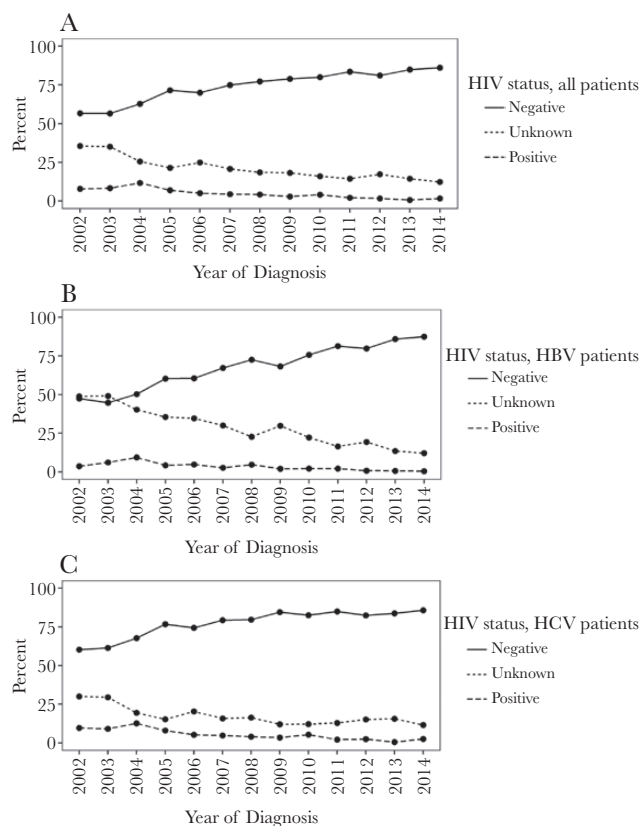 A
100
75
50
25
0
Percent
2002 2003 2004 2005 2006 2007 2008 2009 2010 2011 2012 2013 2014
Year of Diagnosis
HIV status, all patients
Negative
Unknown
Positive
B
100
75
50
25
0
Percent
2002 2003 2004 2005 2006 2007 2008 2009 2010 2011 2012 2013 2014
Year of Diagnosis
HIV status, HBV patients
Negative
Unknown
Positive
C
100
75
50
25
0
Percent
2002 2003 2004 2005 2006 2007 2008 2009 2010 2011 2012 2013 2014
Year of Diagnosis
HIV status, HCV patients
Negative
Unknown
Positive